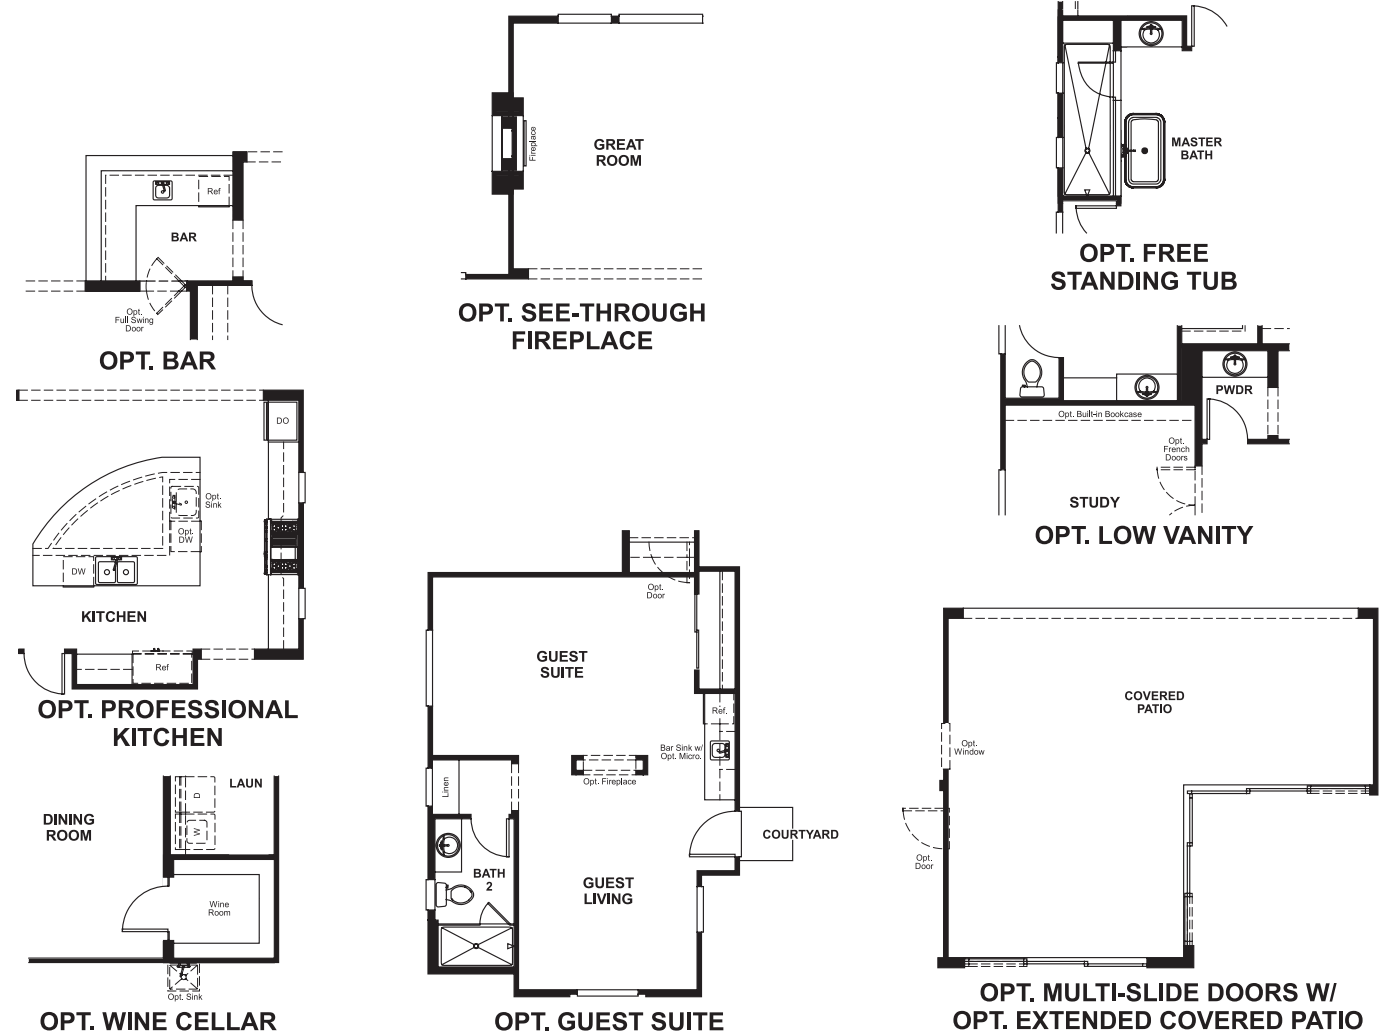 Ref
BAR
Opt.
Full Swing
Door
OPT. BAR
Fireplace
GREAT
ROOM
OPT. SEE-THROUGH
FIREPLACE
MASTER
BATH
OPT. FREE
STANDING TUB
DO
Opt.
Sink
Opt.
DW
DW
KITCHEN
Ref
OPT. PROFESSIONAL
KITCHEN
PWDR
Opt. Built-in Bookcase
Opt.
French
Doors
STUDY
OPT. LOW VANITY
D
W
LAUN
DINING
ROOM
Wine
Room
Opt. Sink
OPT. WINE CELLAR
Opt.
Door
GUEST
SUITE
Ref.
Bar Sink w/
Opt. Micro.
Opt. Fireplace
Linen
COURTYARD
BATH
2
GUEST
LIVING
OPT. GUEST SUITE
COVERED
PATIO
Opt.
Window
Opt.
Door
OPT. MULTI-SLIDE DOORS W/
OPT. EXTENDED COVERED PATIO